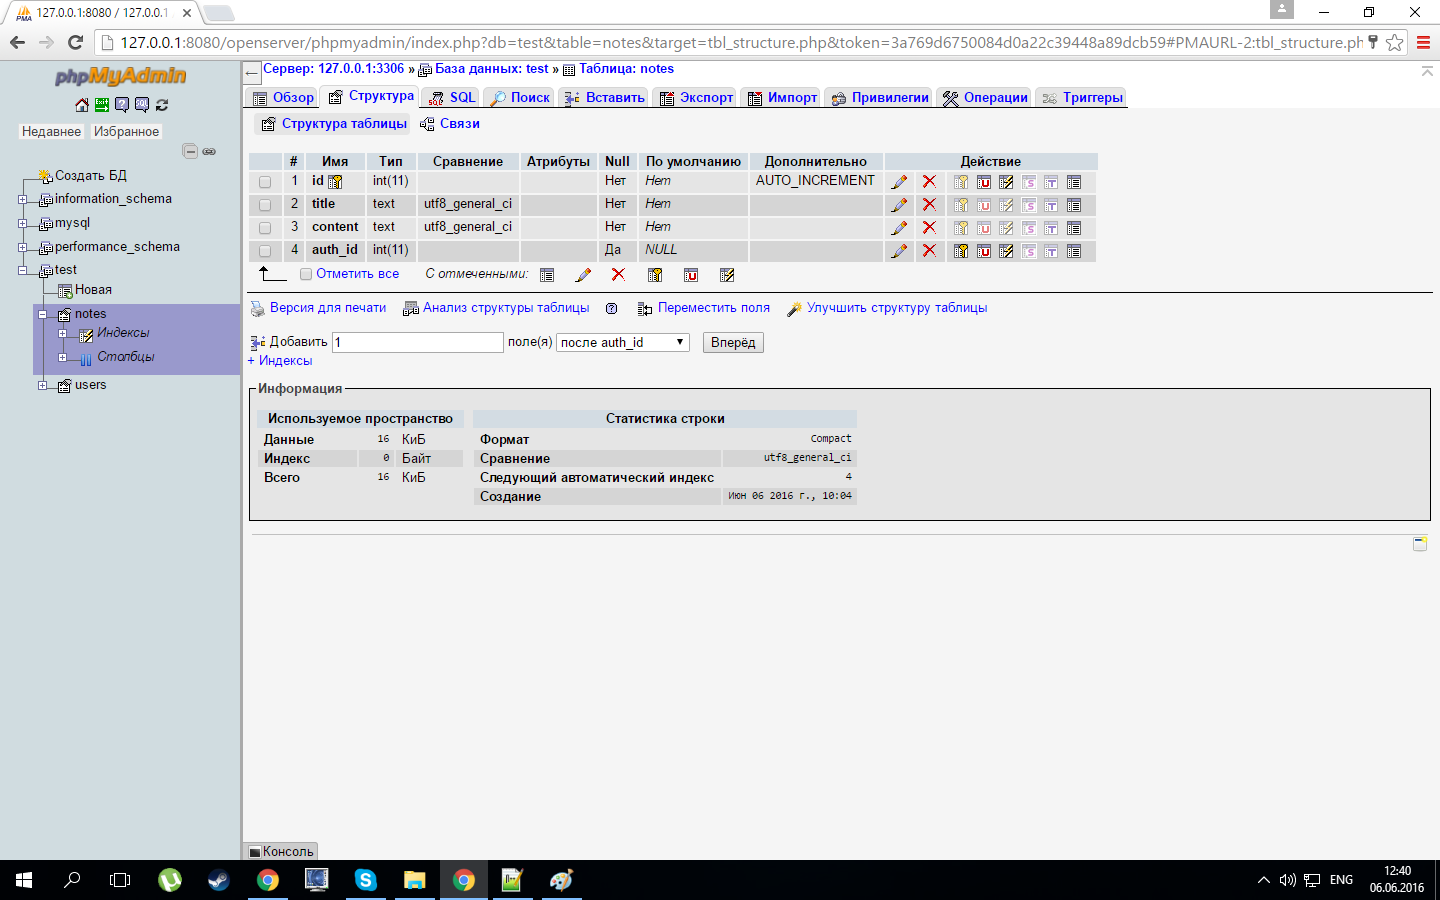 127.0.0.1:8080 / 127.0.0.1
127.0.0.1:8080/openserver/phpmyadmin/index.php?db=test&table=notes&target=tbl_structure.php&token=3a769d6750084d0a22c39448a89dcb59#PMAURL-2:tbl_structure.ph
phpMyAdmin
Недавнее Избранное
Создать БД
information_schema
mysql
performance_schema
test
Новая
notes
Индексы
Столбцы
users
Сервер: 127.0.0.1:3306 » База данных: test » Таблица: notes
Обзор Структура SQL Поиск Вставить Экспорт Импорт Привилегии Операции Триггеры
Структура таблицы Связи
# Имя Тип Сравнение Атрибуты Null По умолчанию Дополнительно Действие
1 id int(11) Нет Нет AUTO_INCREMENT
2 title text utf8_general_ci Нет Нет
3 content text utf8_general_ci Нет Нет
4 auth_id int(11) Да NULL
Отметить все С отмеченными:
Версия для печати Анализ структуры таблицы Переместить поля Улучшить структуру таблицы
Добавить 1 поле(я) после auth_id Вперёд
+ Индексы
Информация
Используемое пространство
Данные 16 КиБ
Индекс 0 Байт
Всего 16 КиБ
Статистика строки
Формат Compact
Сравнение utf8_general_ci
Следующий автоматический индекс 4
Создание Июн 06 2016 г., 10:04
Консоль
ENG
12:40
06.06.2016